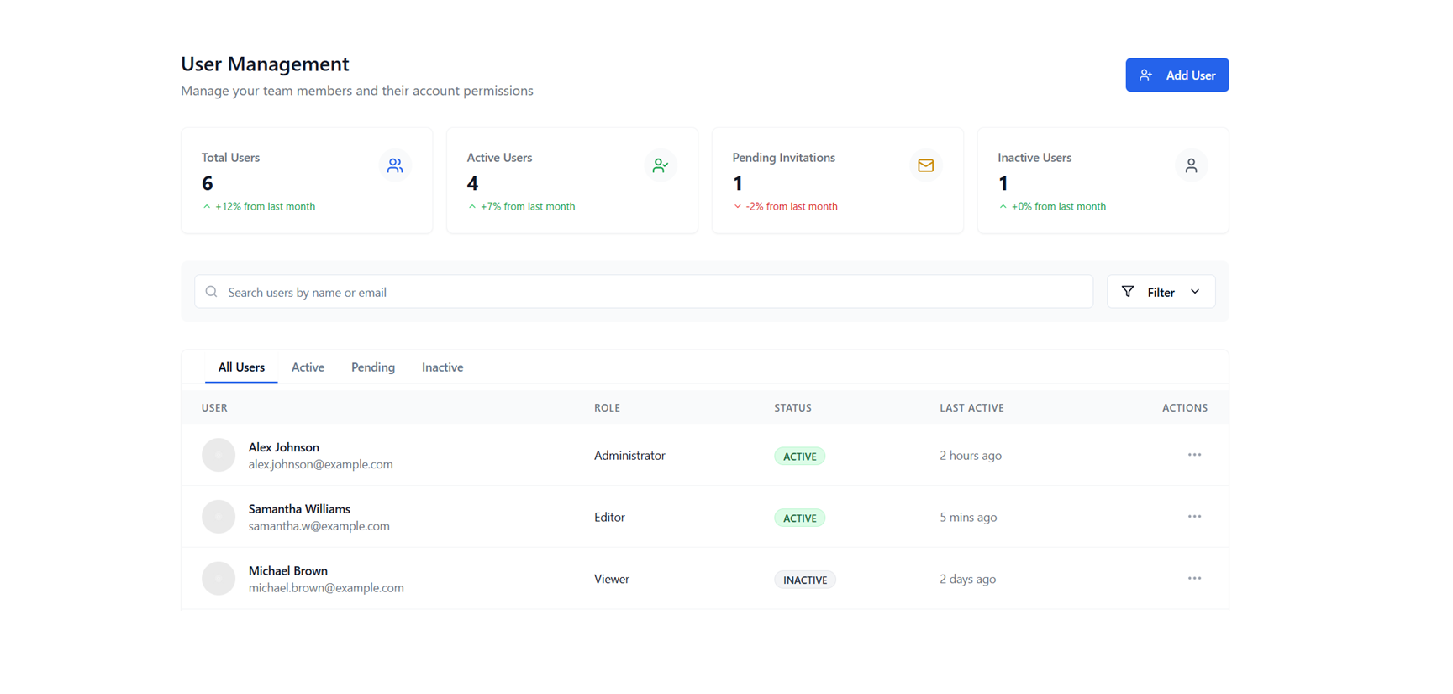 User Management
Manage your team members and their account permissions
Add User
Total Users
6
+12% from last month
Active Users
4
+7% from last month
Pending Invitations
1
-2% from last month
Inactive Users
1
+0% from last month
Search users by name or email
Filter
All Users Active Pending Inactive
USER ROLE STATUS LAST ACTIVE ACTIONS
Alex Johnson
alex.johnson@example.com
Administrator ACTIVE 2 hours ago
Samantha Williams
samantha.w@example.com
Editor ACTIVE 5 mins ago
Michael Brown
michael.brown@example.com
Viewer INACTIVE 2 days ago